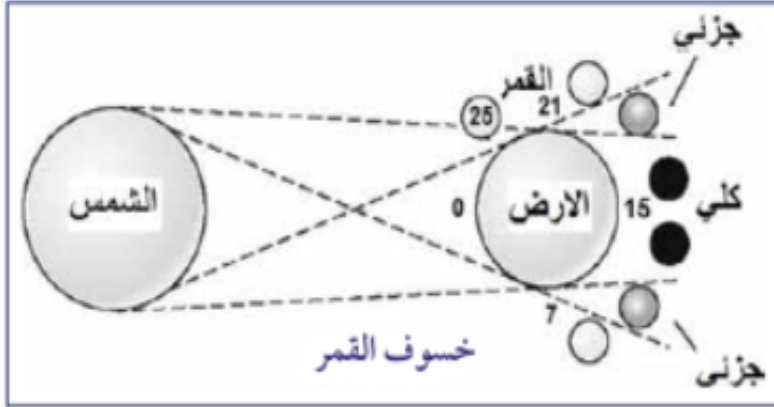 جزئي
القمر
21
25
الشمس
0
الارض
15
كلي
7
خسوف القمر
جزئي